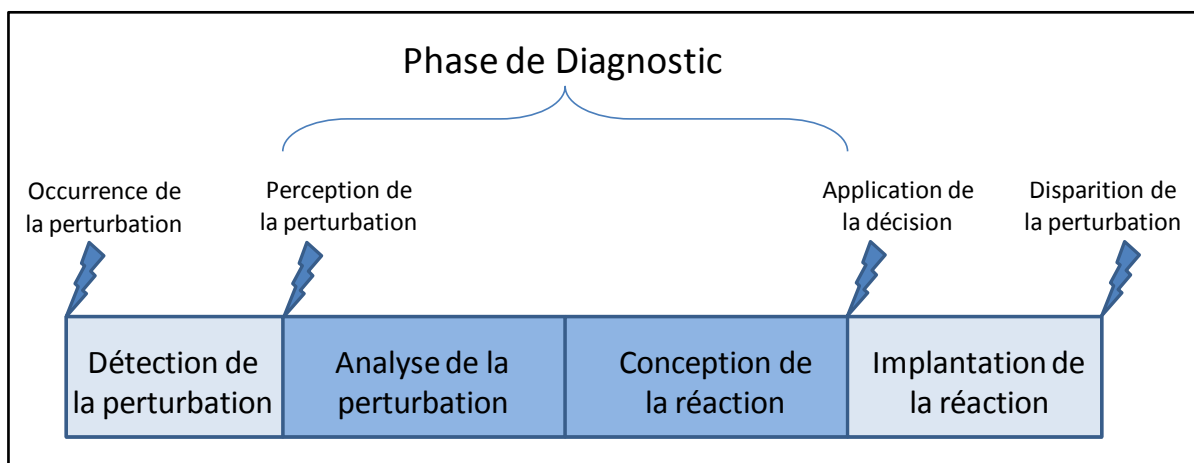 Phase de Diagnostic
Occurrence de
la perturbation
Perception de
la perturbation
Application de
la décision
Disparition de
la perturbation
Détection de
la perturbation
Analyse de la
perturbation
Conception de
la réaction
Implantation de
la réaction